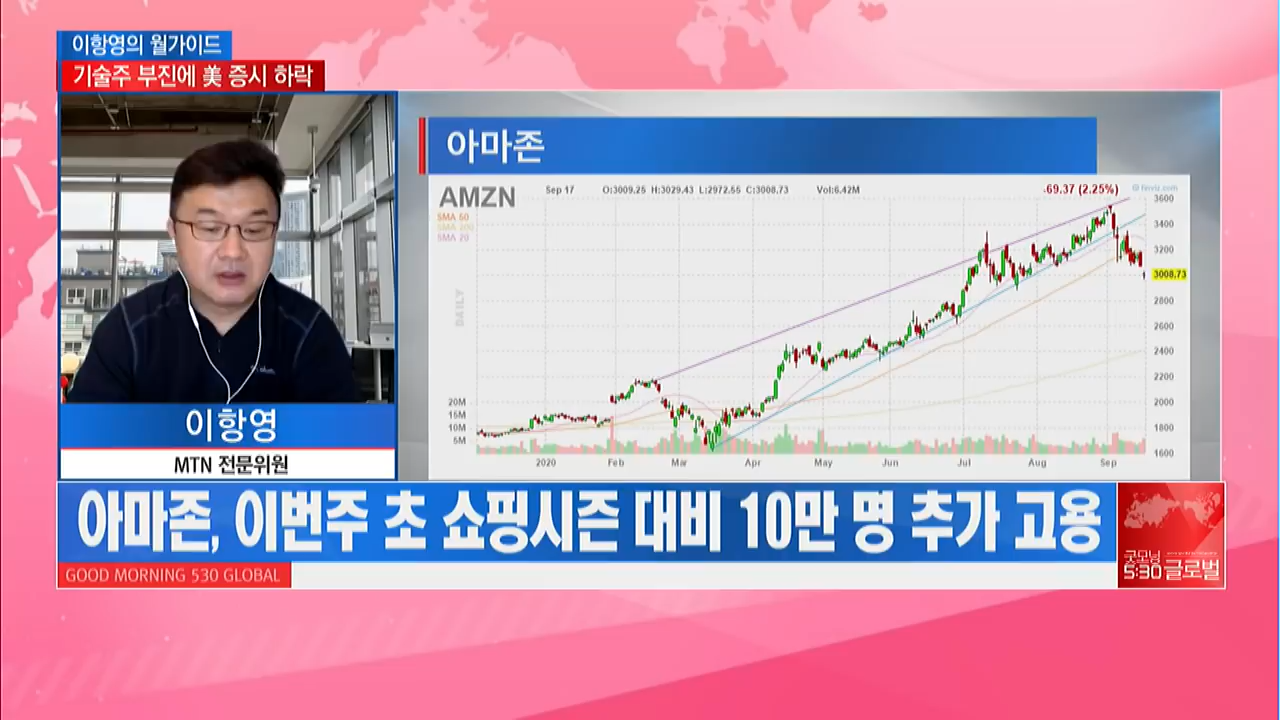 이항영의 월가이드
기술주 부진에 美 증시 하락
아마존
AMZN
Sep 17 O:3009.25 H:3029.43 L:2972.55 C:3008.73 Vol:6.42M
-69.37 (2.25%)
© finviz.com
SMA 50
SMA 200
SMA 20
DAILY
3600
3400
3200
3008.73
2800
2600
2400
2200
2000
1800
1600
20M
15M
10M
5M
2020 Feb Mar Apr May Jun Jul Aug Sep
이항영
MTN 전문위원
아마존, 이번주 초 쇼핑시즌 대비 10만 명 추가 고용
GOOD MORNING 530 GLOBAL
굿모닝
5:30 글로벌